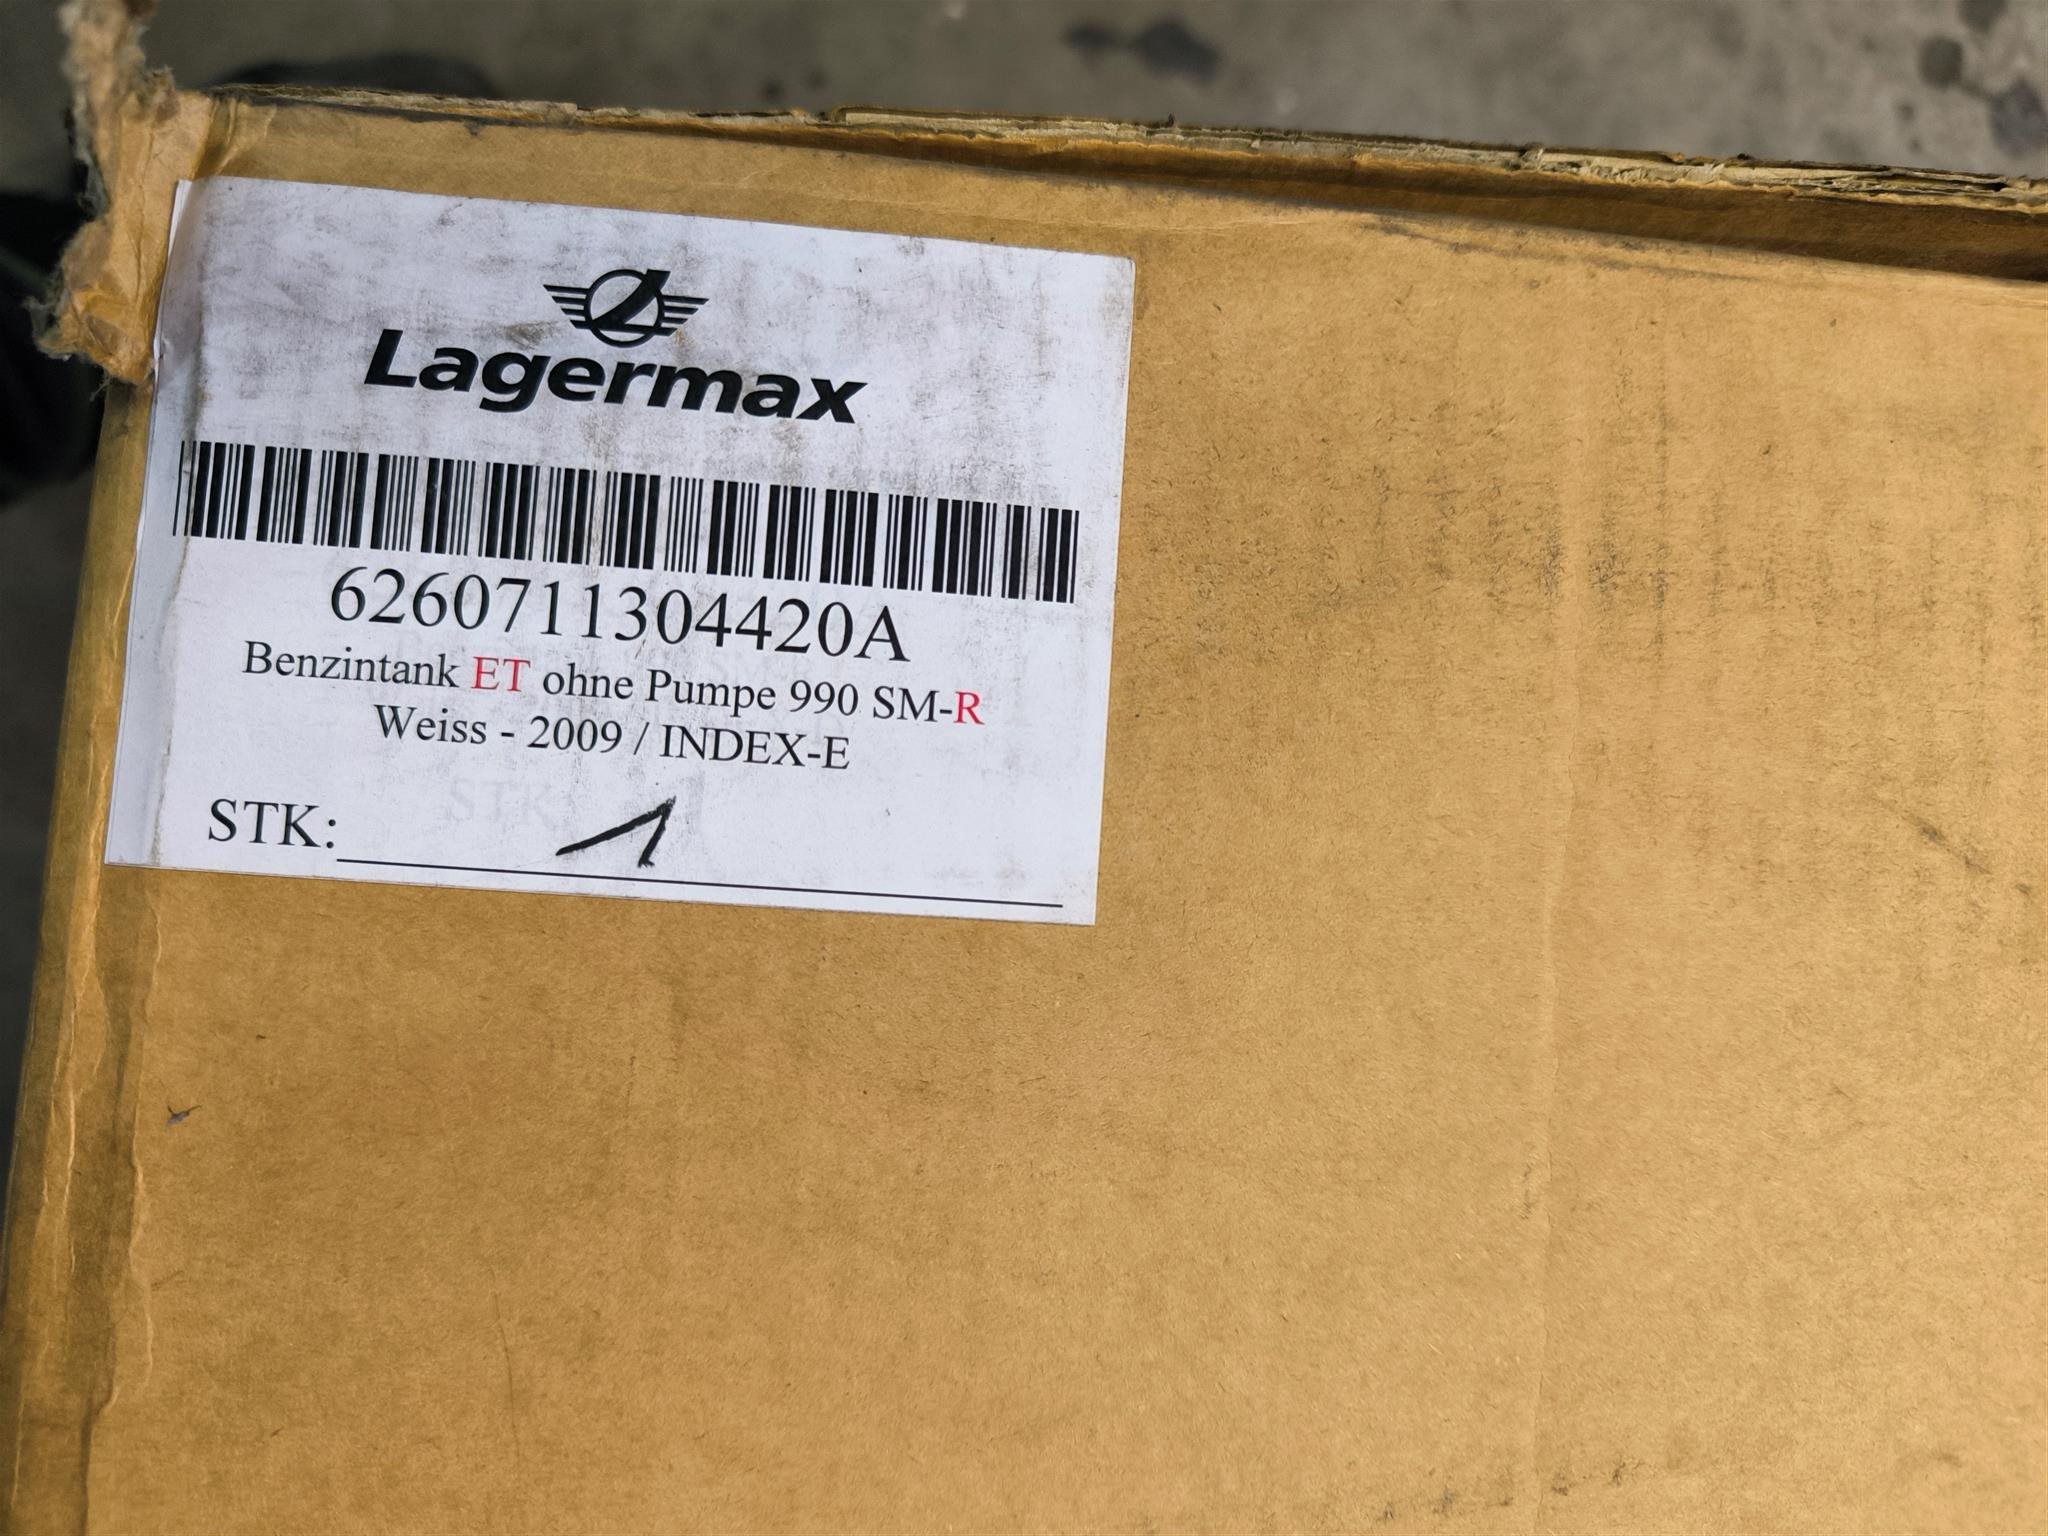 Lagermax
6260711304420A
Benzintank ET ohne Pumpe 990 SM-R
Weiss - 2009 / INDEX-E
STK: 1